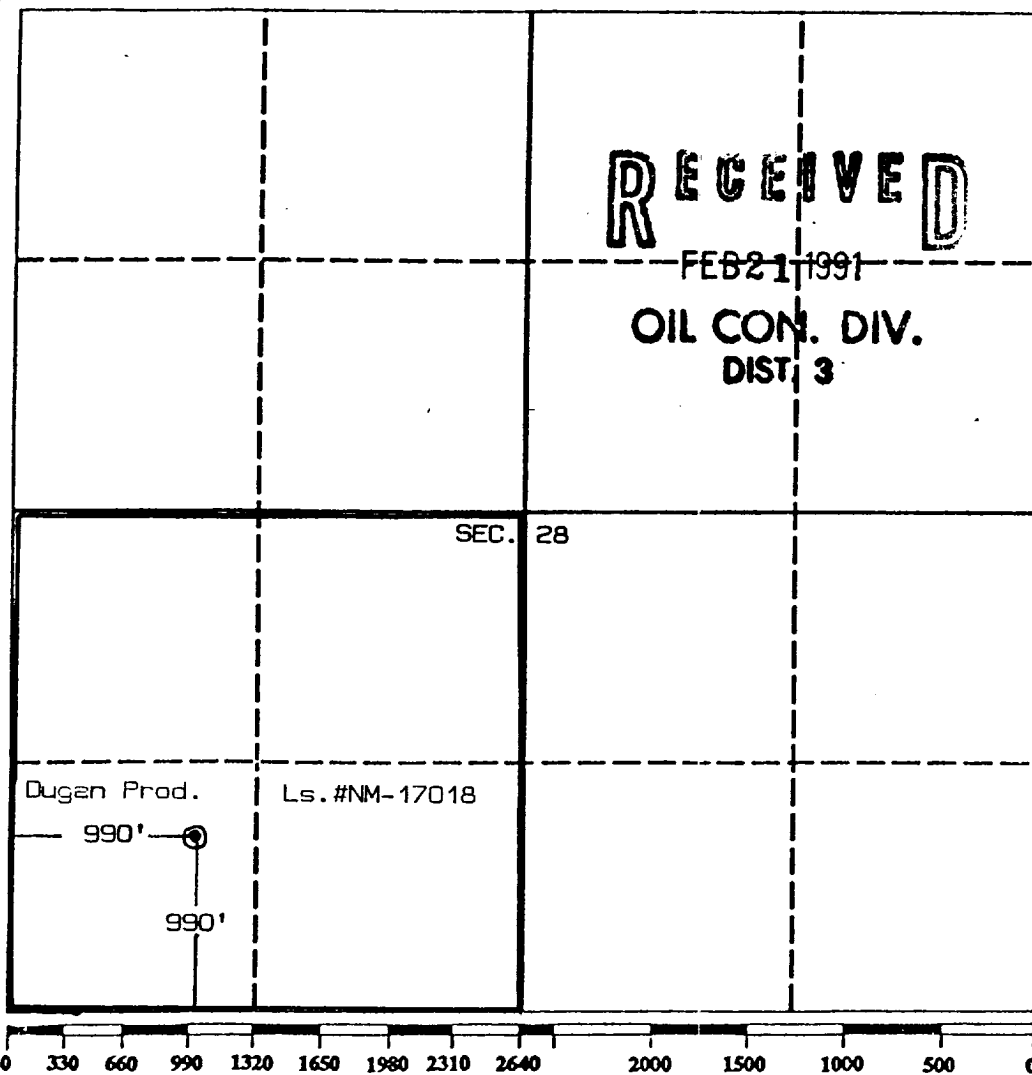 RECEIVED
FEB 21 1991
OIL CON. DIV.
DIST. 3
SEC. 28
Dugan Prod. Ls.#NM-17018
990'
990'
0 330 660 990 1320 1650 1980 2310 2640 2000 1500 1000 500 0